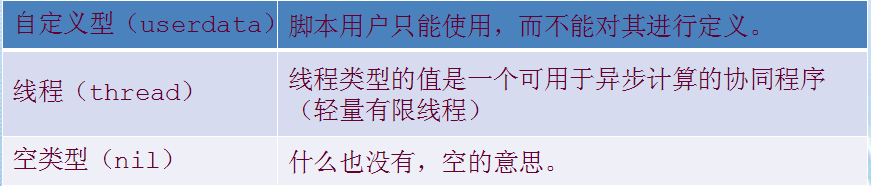 自定义型（userdata） 脚本用户只能使用，而不能对其进行定义。
线程（thread） 线程类型的值是一个可用于异步计算的协同程序
（轻量有限线程）
空类型（nil） 什么也没有，空的意思。